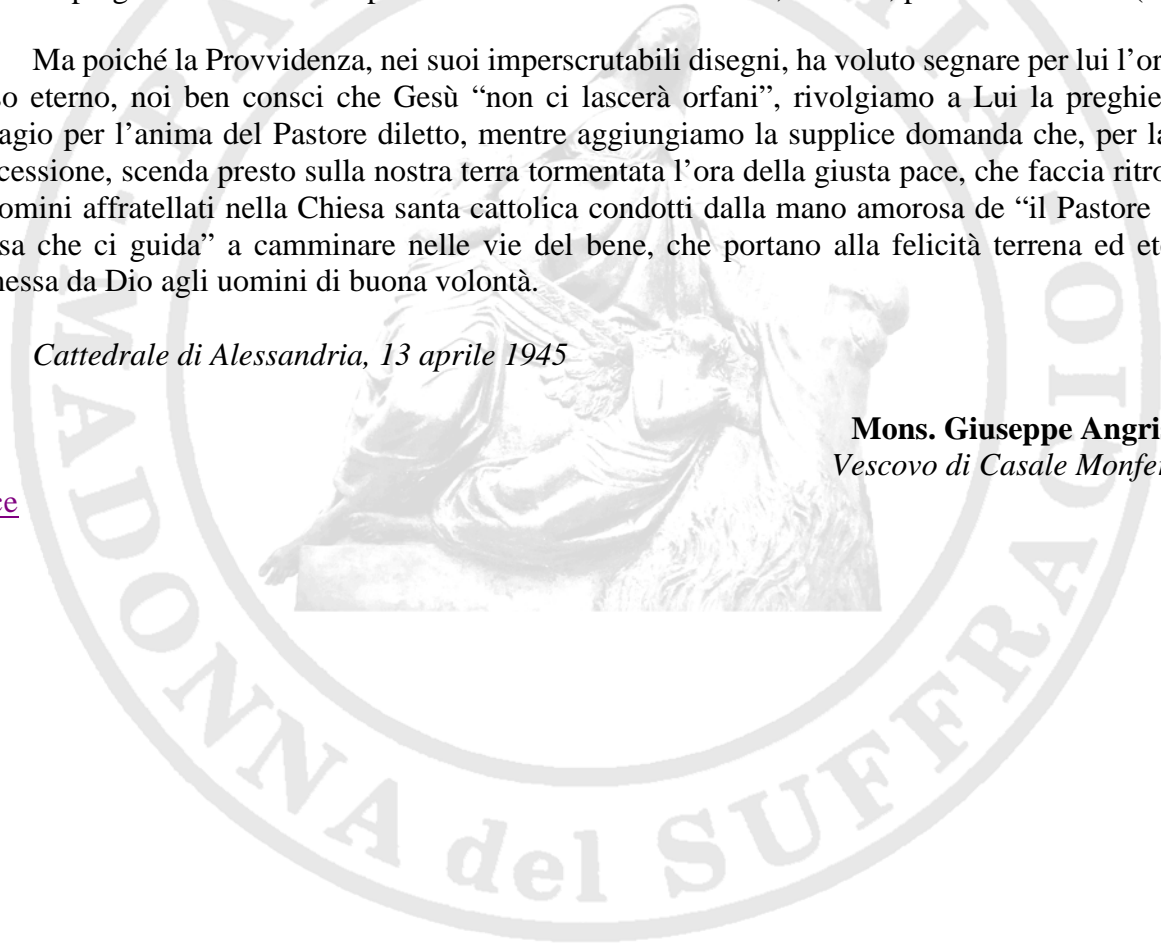 Ma poiché la Provvidenza, nei suoi imperscrutabili disegni, ha voluto segnare per lui l’or
so eterno, noi ben consci che Gesù “non ci lascerà orfani”, rivolgiamo a Lui la preghie
agio per l’anima del Pastore diletto, mentre aggiungiamo la supplice domanda che, per la
cessione, scenda presto sulla nostra terra tormentata l’ora della giusta pace, che faccia ritro
omini affratellati nella Chiesa santa cattolica condotti dalla mano amorosa de “il Pastore
sa che ci guida” a camminare nelle vie del bene, che portano alla felicità terrena ed ete
messa da Dio agli uomini di buona volontà.
Cattedrale di Alessandria, 13 aprile 1945
Mons. Giuseppe Angri
Vescovo di Casale Monfer
ce
MADONNA del SUFFRAGIO